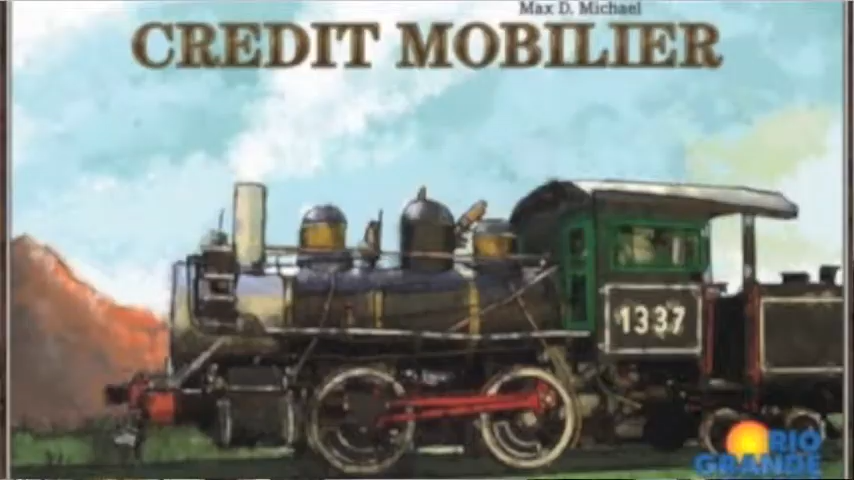 Max D. Michael
CREDIT MOBILIER
1337
RIO
GRANDE